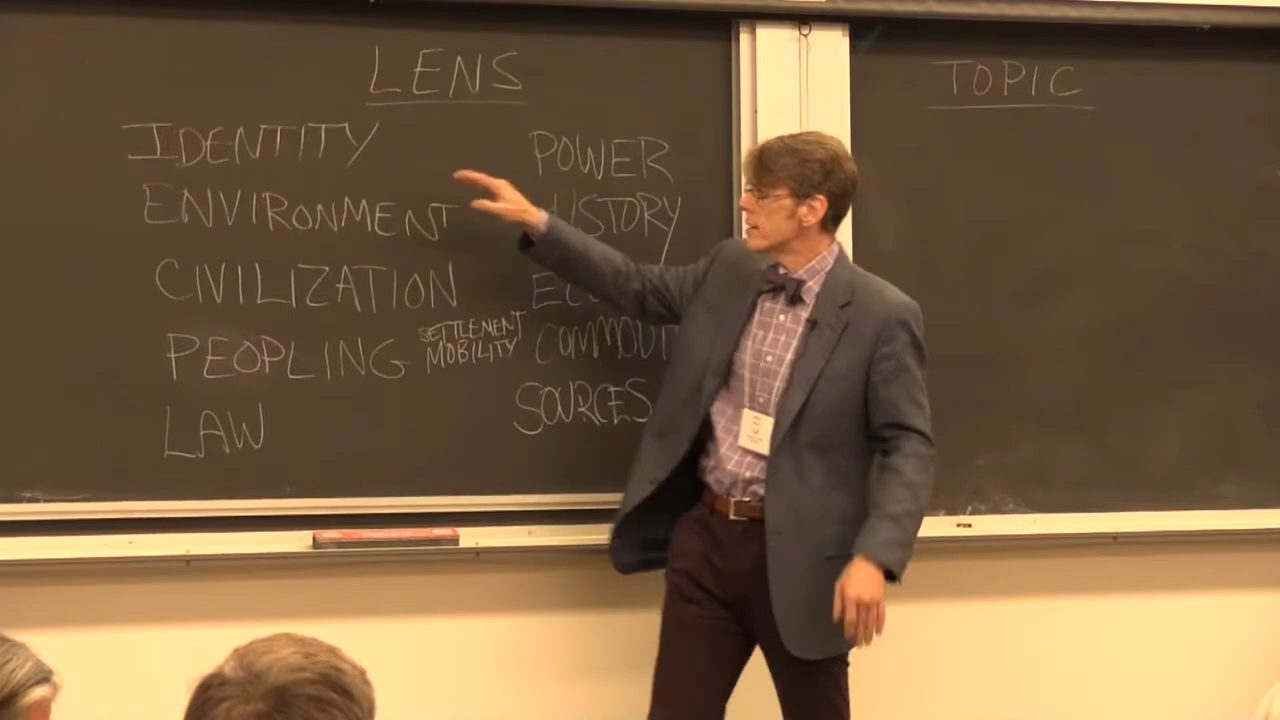 LENS
IDENTITY
ENVIRONMENT
CIVILIZATION
PEOPLING SETTLEMENT
MOBILITY
LAW
POWER
SOURCES
TOPIC